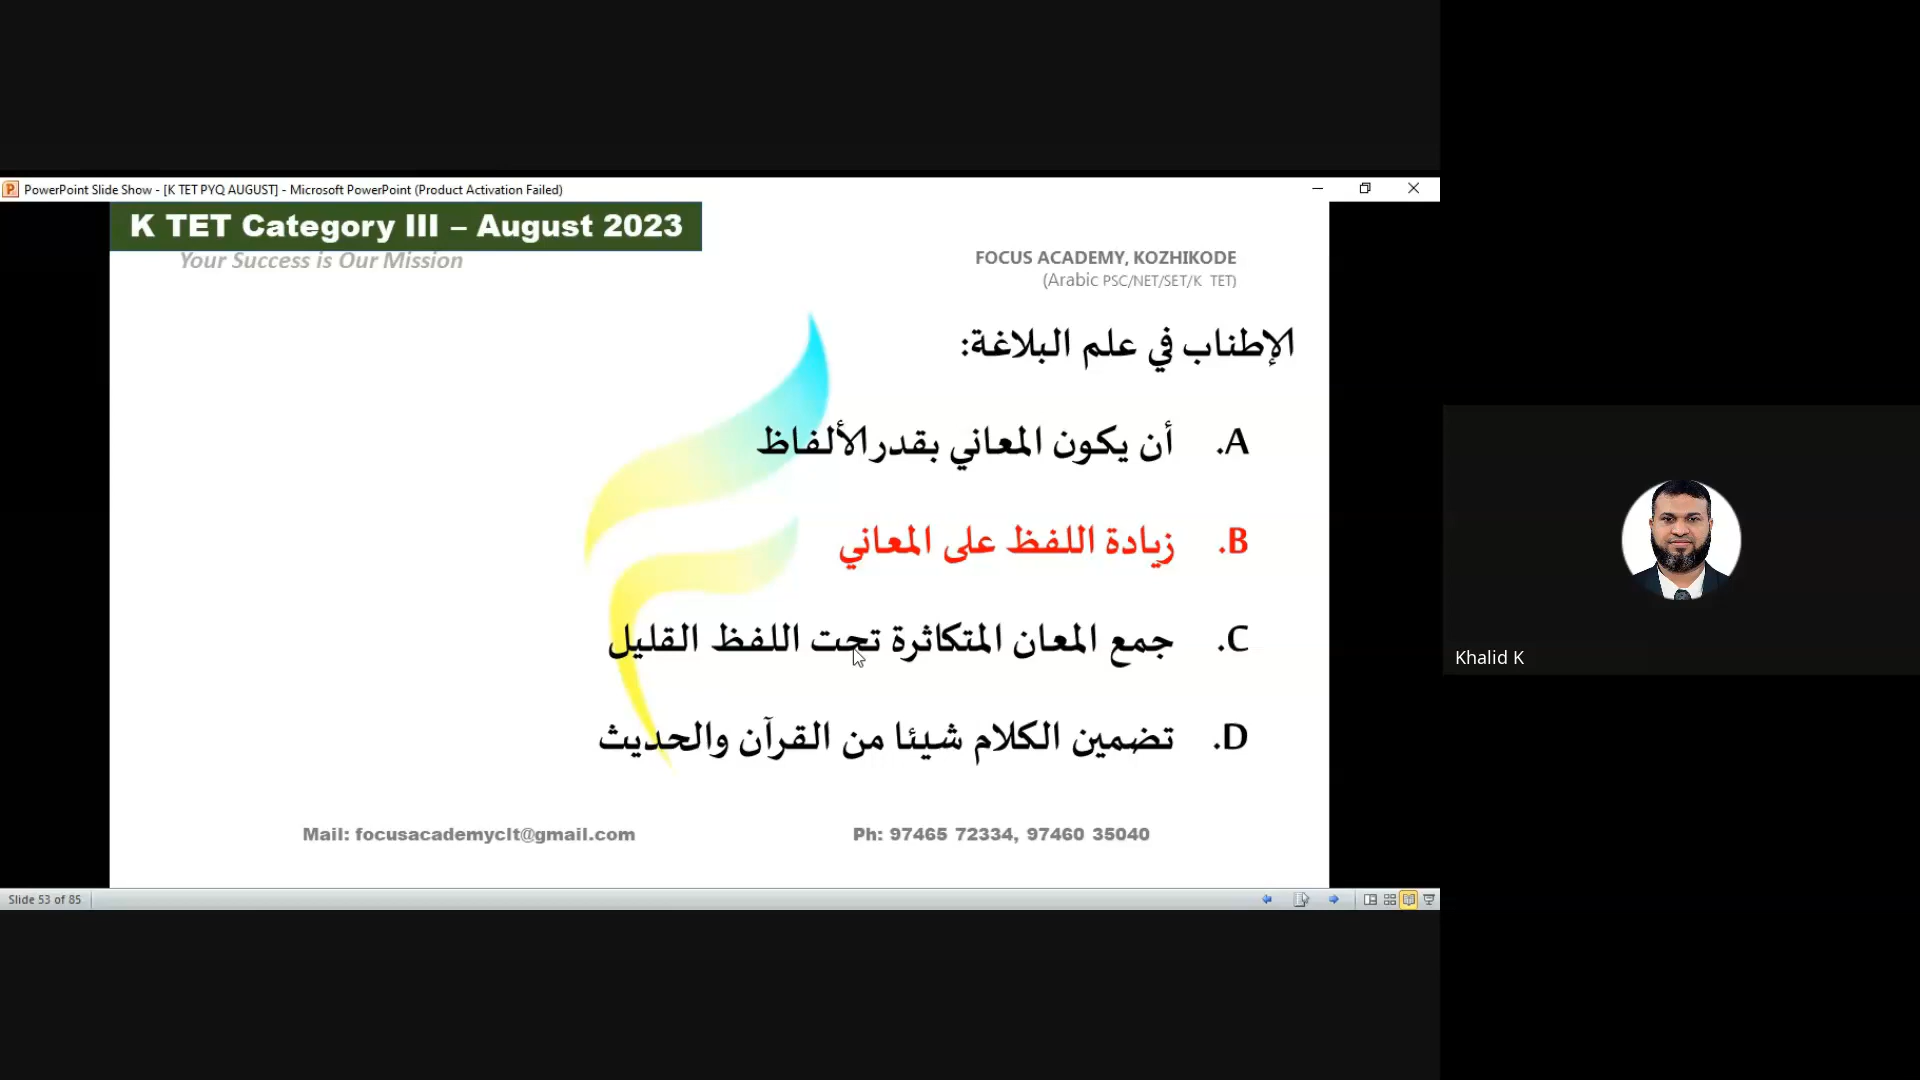 PowerPoint Slide Show - [K TET PYQ AUGUST] - Microsoft PowerPoint (Product Activation Failed)
K TET Category III – August 2023
Your Success is Our Mission
FOCUS ACADEMY, KOZHIKODE
(Arabic PSC/NET/SET/K TET)
الإطناب في علم البلاغة:
A. أن يكون المعاني بقدر الألفاظ
B. زيادة اللفظ على المعاني
C. جمع المعان المتكاثرة تحت اللفظ القليل
D. تضمين الكلام شيئا من القرآن والحديث
Mail: focusacademyclt@gmail.com Ph: 97465 72334, 97460 35040
Slide 53 of 85
Khalid K